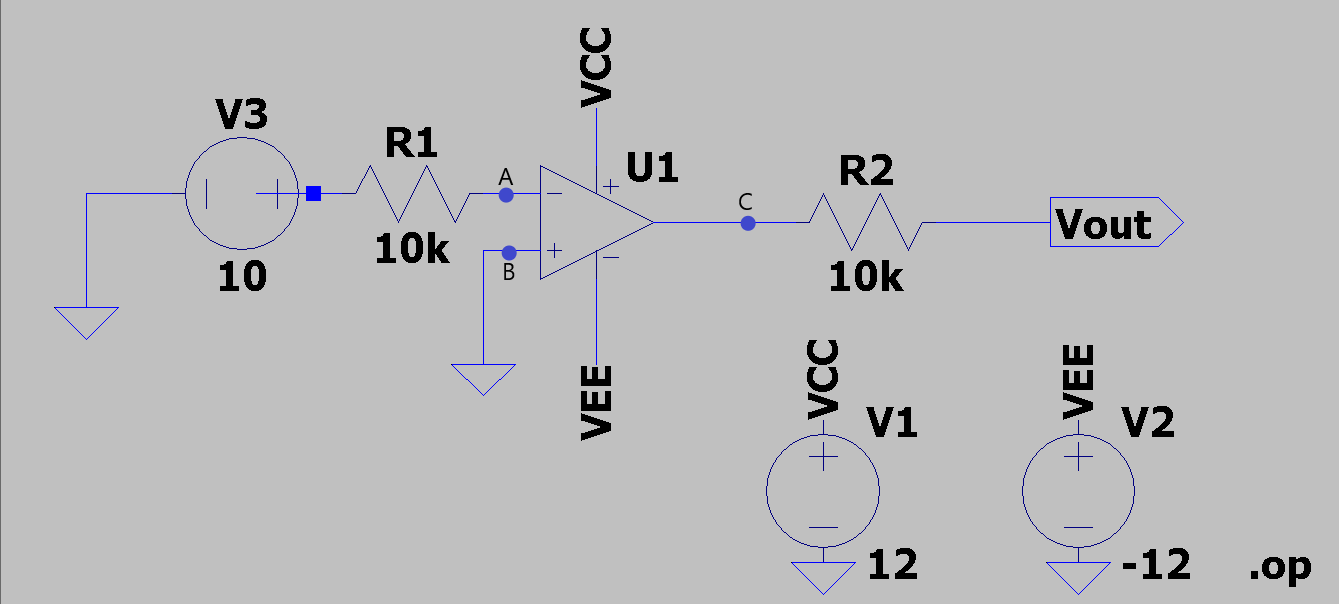 VCC
V3
R1
10k
10
A
B
U1
+
−
−
+
VEE
C
R2
10k
Vout
VCC
V1
12
VEE
V2
-12
.op